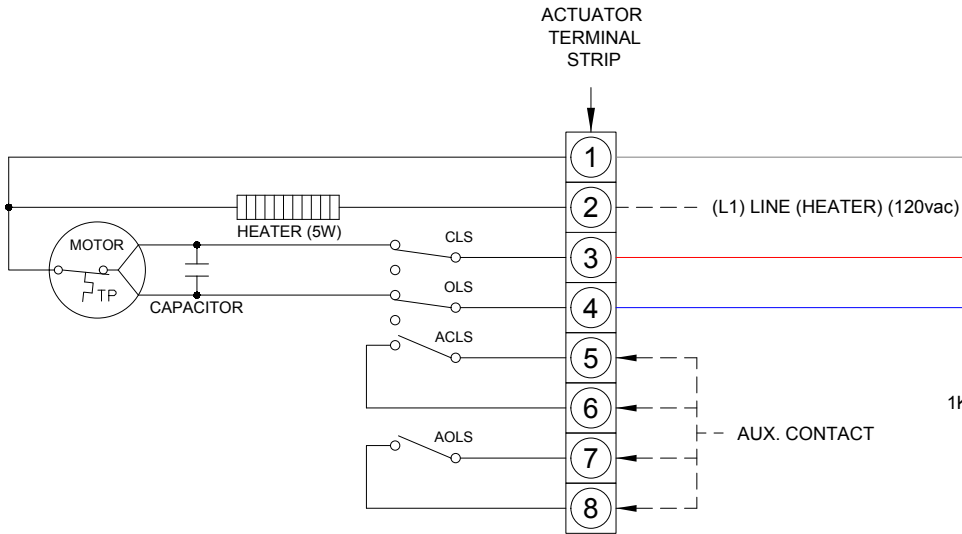 ACTUATOR
TERMINAL
STRIP
1
2
(L1) LINE (HEATER) (120vac)
HEATER (5W)
MOTOR
CLS
3
TP
CAPACITOR
OLS
4
ACLS
5
6
1K
AUX. CONTACT
AOLS
7
8